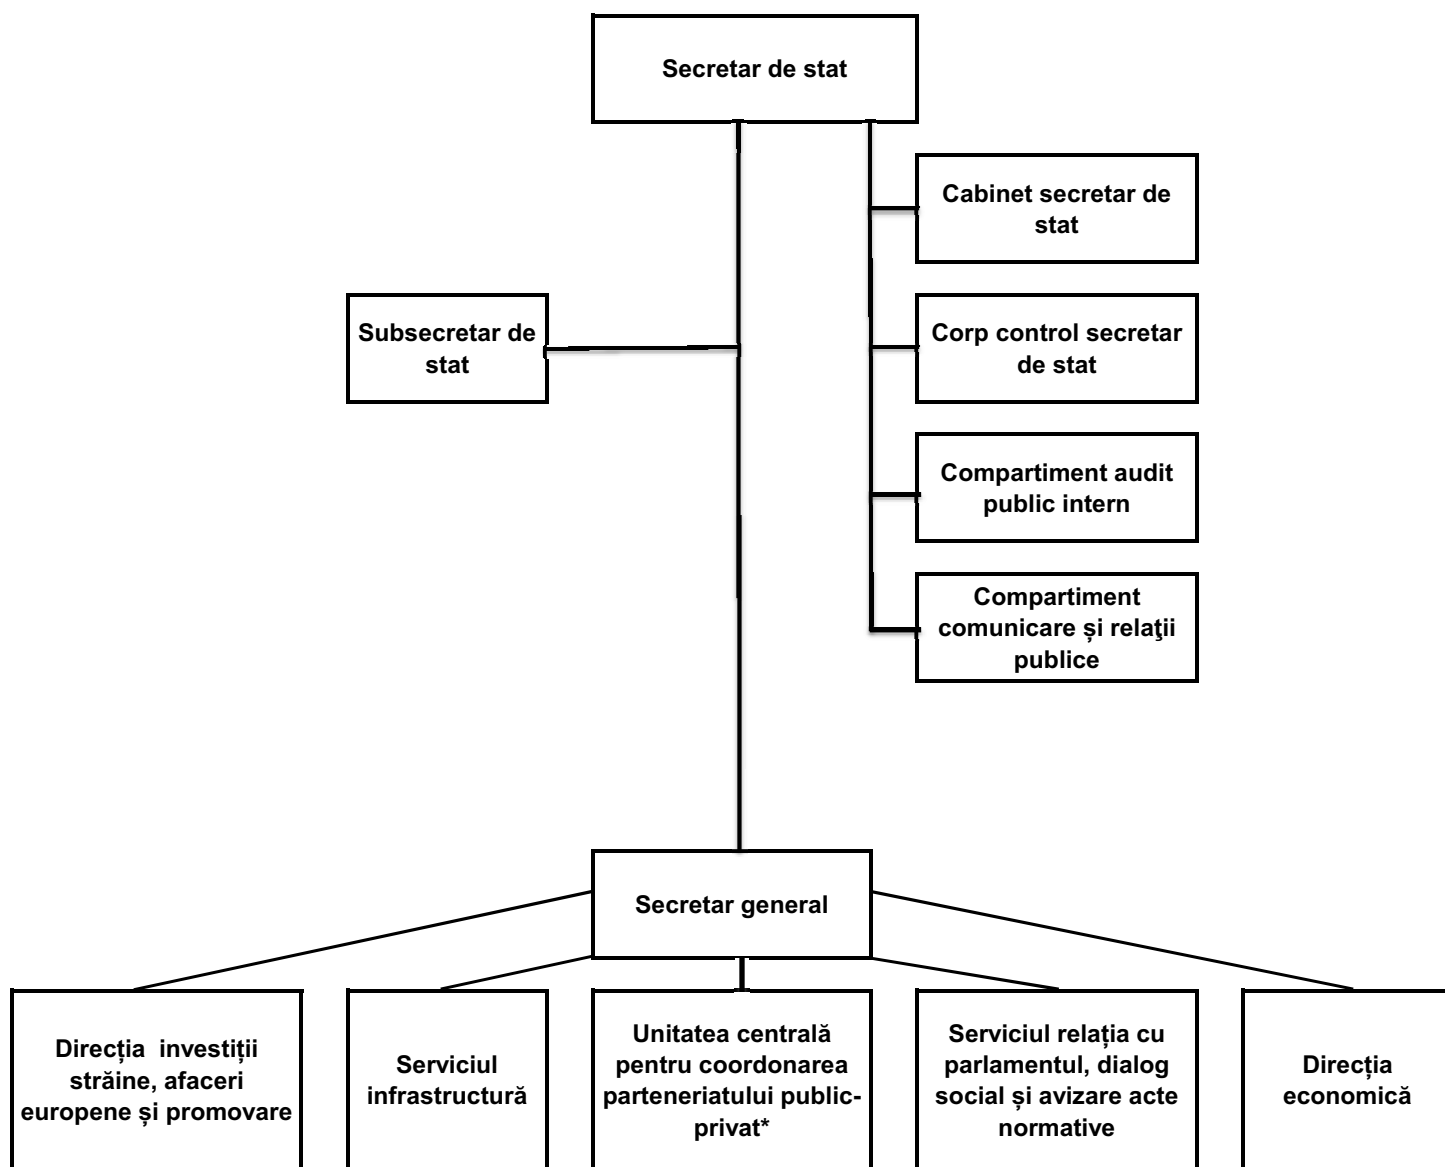 Secretar de stat
Cabinet secretar de
stat
Subsecretar de
stat
Corp control secretar
de stat
Compartiment audit
public intern
Compartiment
comunicare și relaţii
publice
Secretar general
Direcția  investiții
străine, afaceri
europene și promovare
Serviciul
infrastructură
Unitatea centrală
pentru coordonarea
parteneriatului public-
privat*
Serviciul relația cu
parlamentul, dialog
social și avizare acte
normative
Direcția
economică